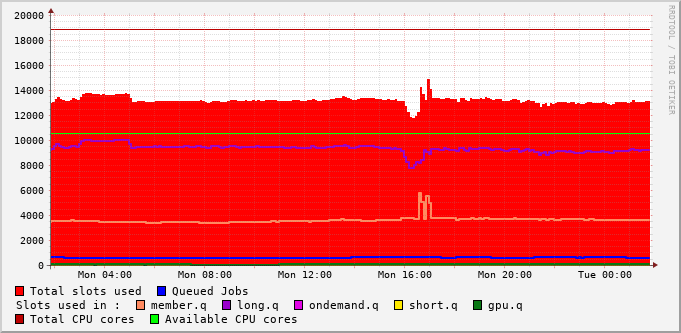 20000
18000
16000
14000
12000
10000
8000
6000
4000
2000
0
Mon 04:00 Mon 08:00 Mon 12:00 Mon 16:00 Mon 20:00 Tue 00:00
RRDTOOL / TOBI OETIKER
Total slots used Queued Jobs
Slots used in : member.q long.q ondemand.q short.q gpu.q
Total CPU cores Available CPU cores